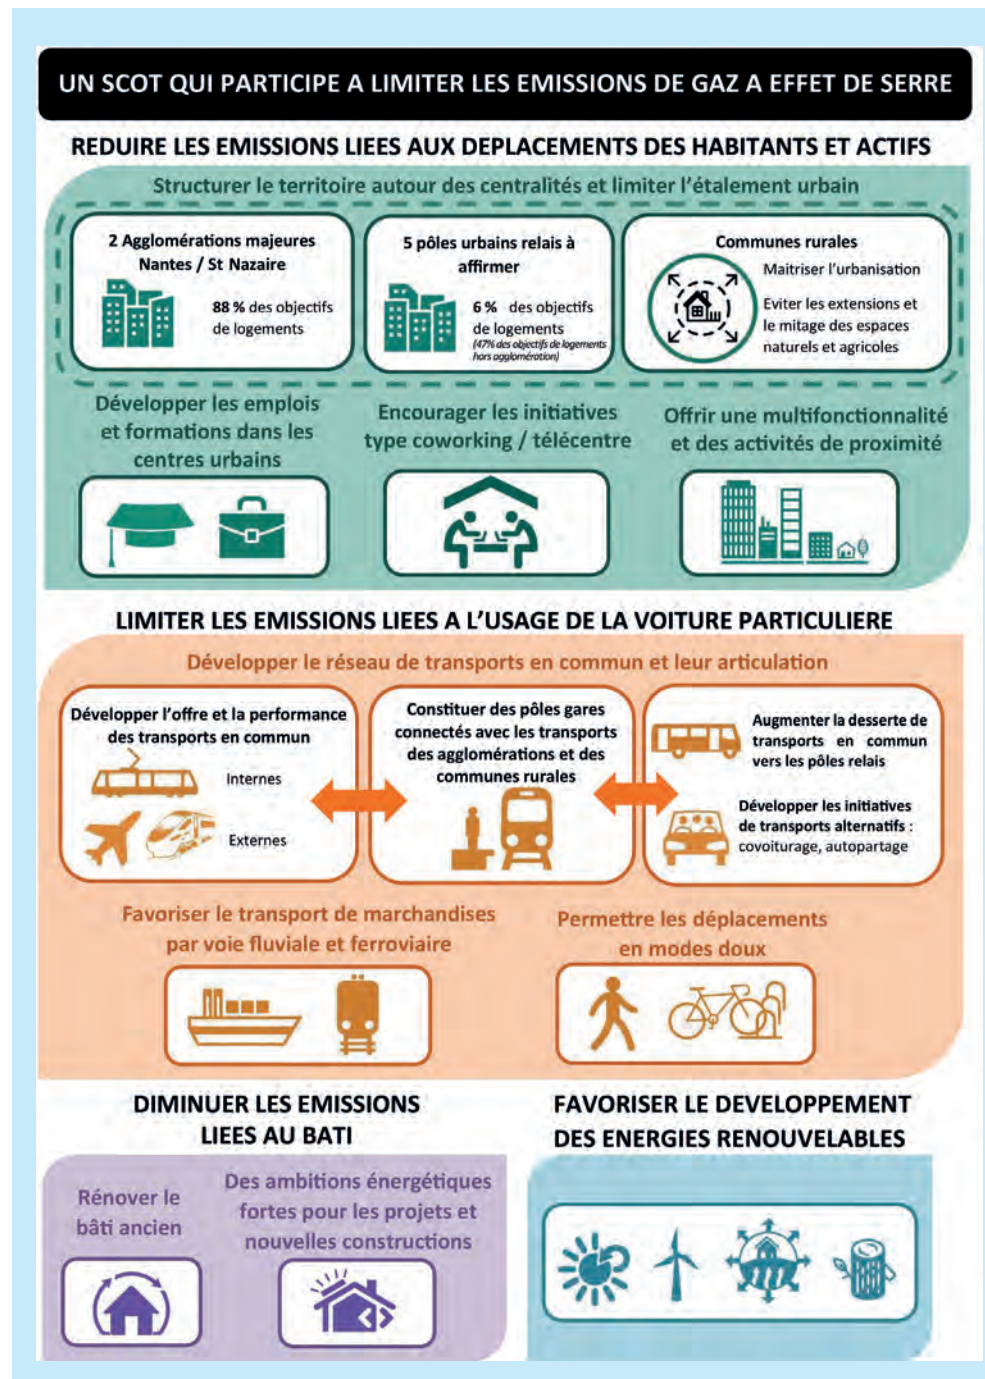 UN SCOT QUI PARTICIPE A LIMITER LES EMISSIONS DE GAZ A EFFET DE SERRE
REDUIRE LES EMISSIONS LIEES AUX DEPLACEMENTS DES HABITANTS ET ACTIFS
Structurer le territoire autour des centralités et limiter l'étalement urbain
2 Agglomérations majeures
Nantes / St Nazaire
88 % des objectifs
de logements
5 pôles urbains relais à
affirmer
6 % des objectifs
de logements
(47% des objectifs de logements
hors agglomération)
Communes rurales
Maitriser l'urbanisation
Eviter les extensions et
le mitage des espaces
naturels et agricoles
Développer les emplois
et formations dans les
centres urbains
Encourager les initiatives
type coworking / télécentre
Offrir une multifonctionnalité
et des activités de proximité
LIMITER LES EMISSIONS LIEES A L'USAGE DE LA VOITURE PARTICULIERE
Développer le réseau de transports en commun et leur articulation
Développer l'offre et la performance
des transports en commun
Internes
Externes
Constituer des pôles gares
connectés avec les transports
des agglomérations et des
communes rurales
Augmenter la desserte de
transports en commun
vers les pôles relais
Développer les initiatives
de transports alternatifs :
covoiturage, autopartage
Favoriser le transport de marchandises
par voie fluviale et ferroviaire
Permettre les déplacements
en modes doux
DIMINUER LES EMISSIONS
LIEES AU BATI
Rénover le
bâti ancien
Des ambitions énergétiques
fortes pour les projets et
nouvelles constructions
FAVORISER LE DEVELOPPEMENT
DES ENERGIES RENOUVELABLES